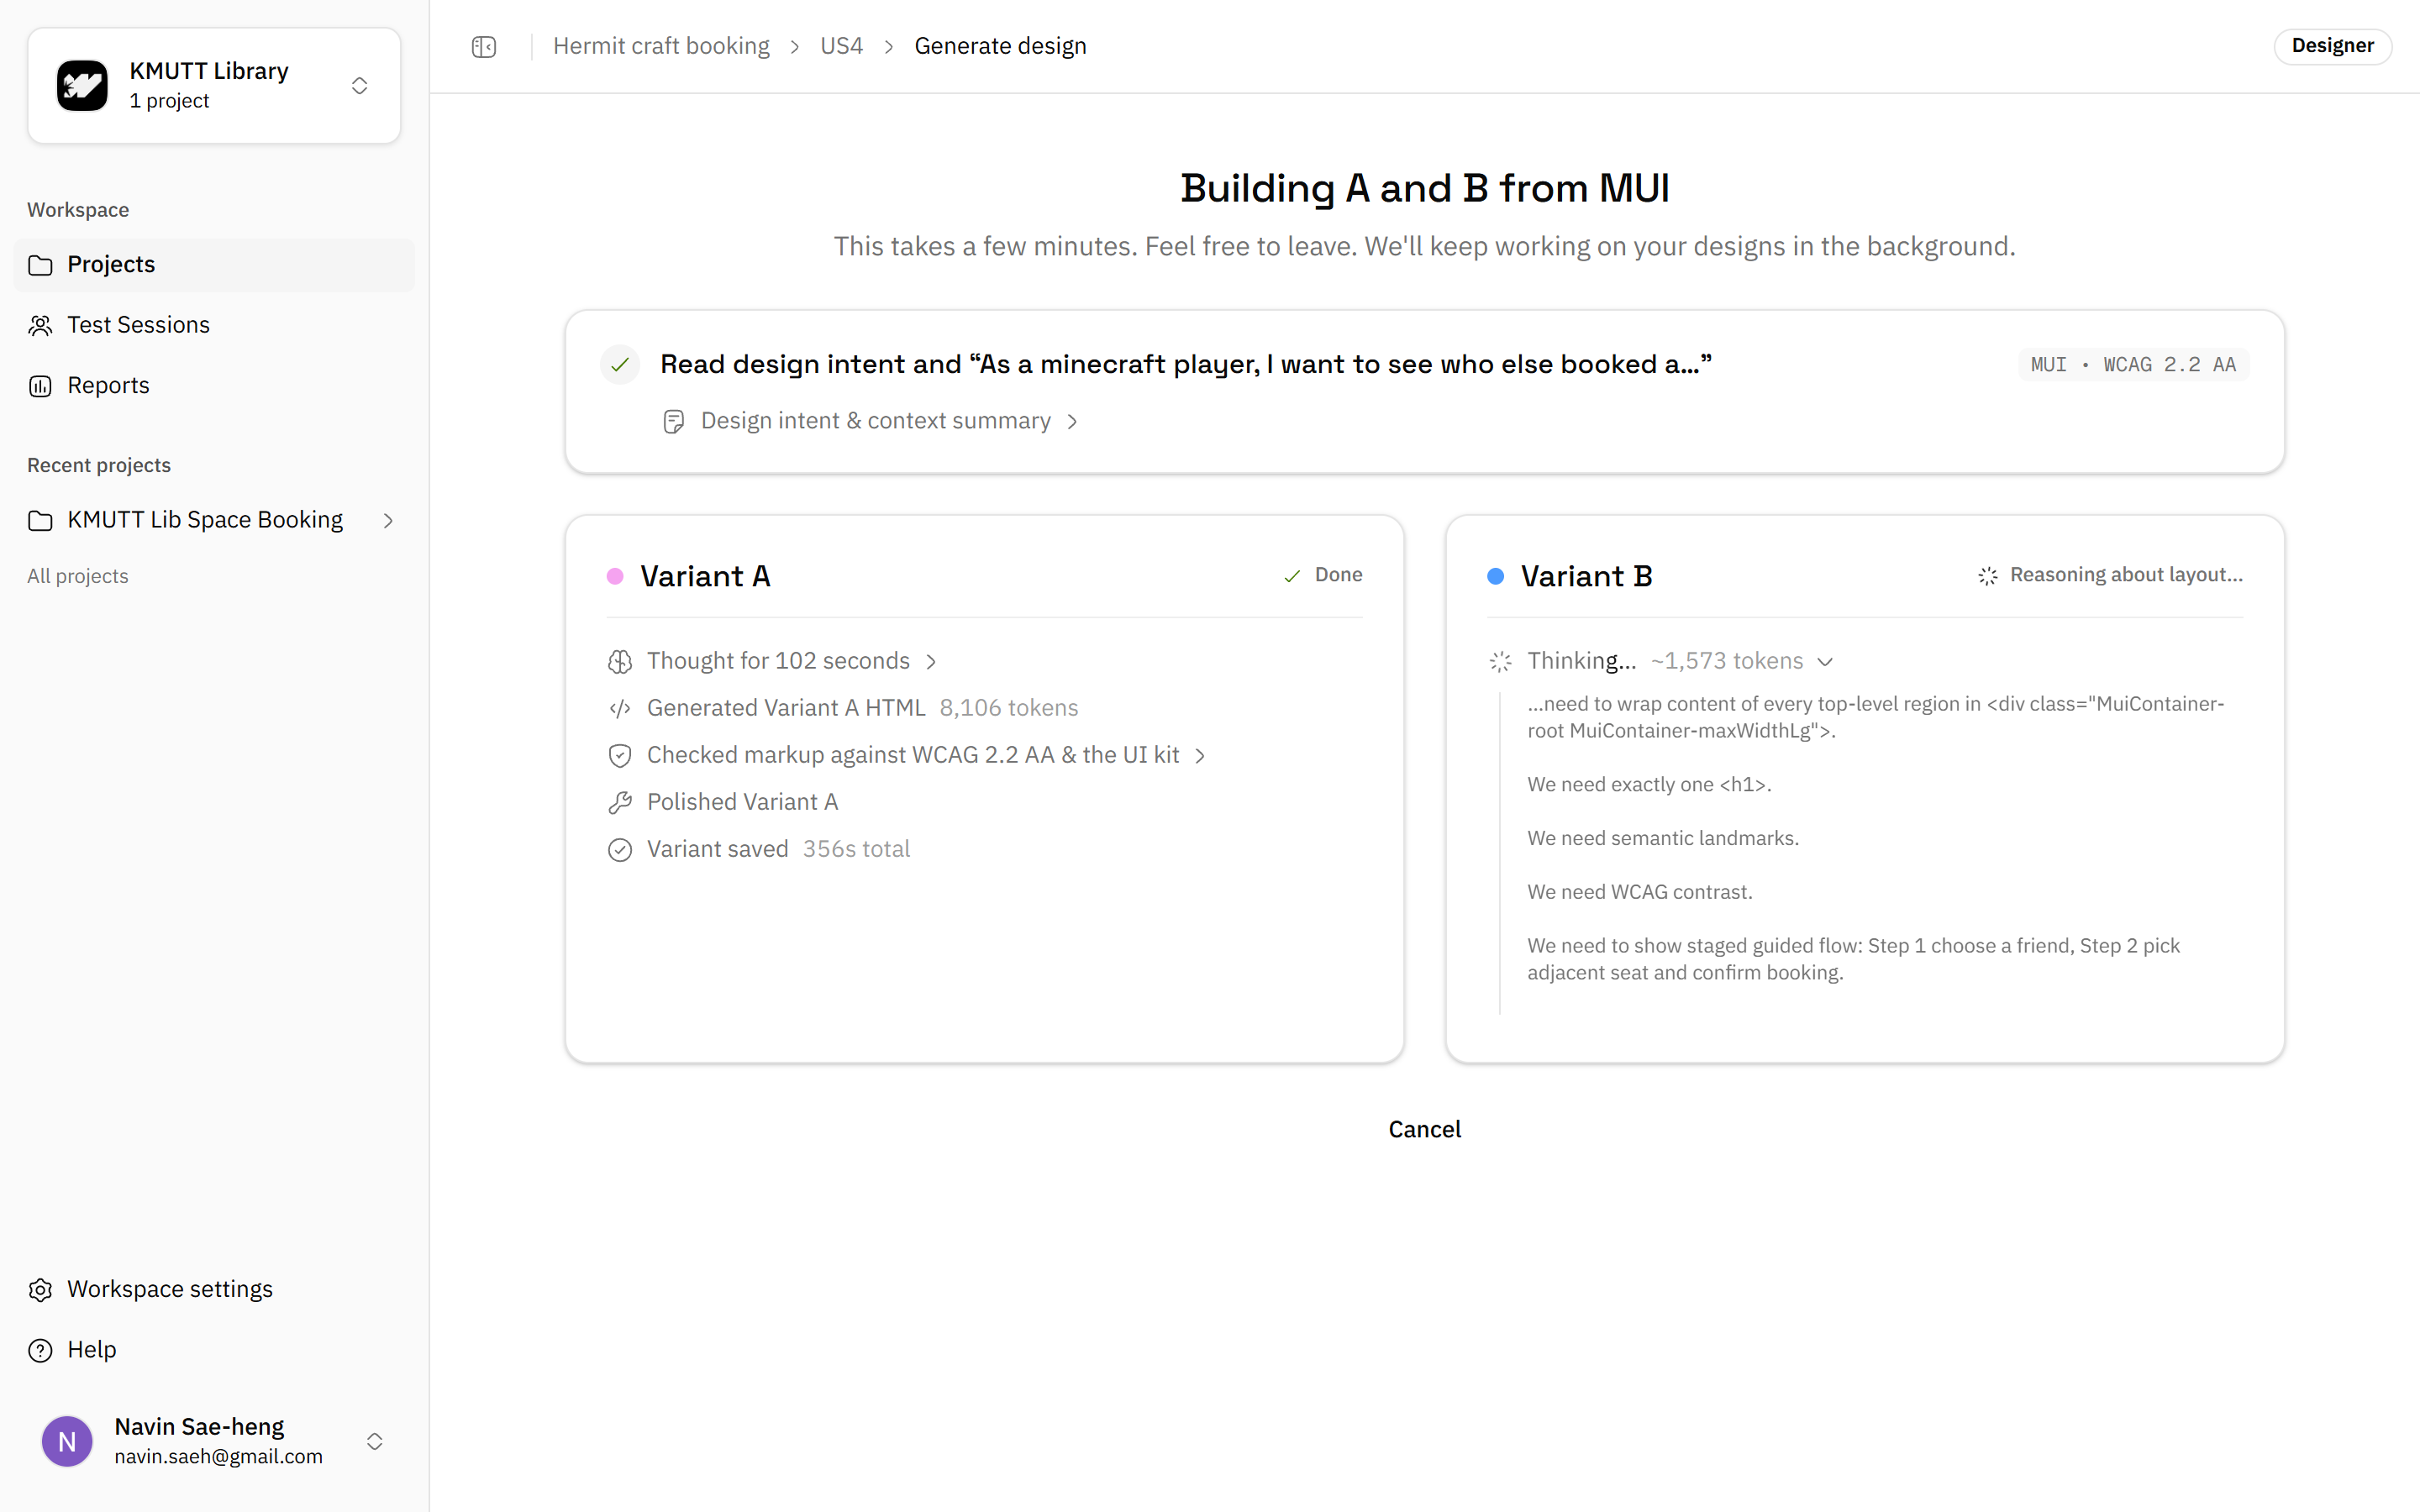 KMUTT Library
1 project
Workspace
Projects
Test Sessions
Reports
Recent projects
KMUTT Lib Space Booking
All projects
Workspace settings
Help
N
Navin Sae-heng
navin.saeh@gmail.com
Hermit craft booking > US4 > Generate design
Designer
Building A and B from MUI
This takes a few minutes. Feel free to leave. We'll keep working on your designs in the background.
Read design intent and “As a minecraft player, I want to see who else booked a…”
MUI • WCAG 2.2 AA
Design intent & context summary
Variant A
Done
Thought for 102 seconds
Generated Variant A HTML 8,106 tokens
Checked markup against WCAG 2.2 AA & the UI kit
Polished Variant A
Variant saved 356s total
Variant B
Reasoning about layout…
Thinking… ~1,573 tokens
…need to wrap content of every top-level region in <div class="MuiContainer-
root MuiContainer-maxWidthLg">.
We need exactly one <h1>.
We need semantic landmarks.
We need WCAG contrast.
We need to show staged guided flow: Step 1 choose a friend, Step 2 pick
adjacent seat and confirm booking.
Cancel